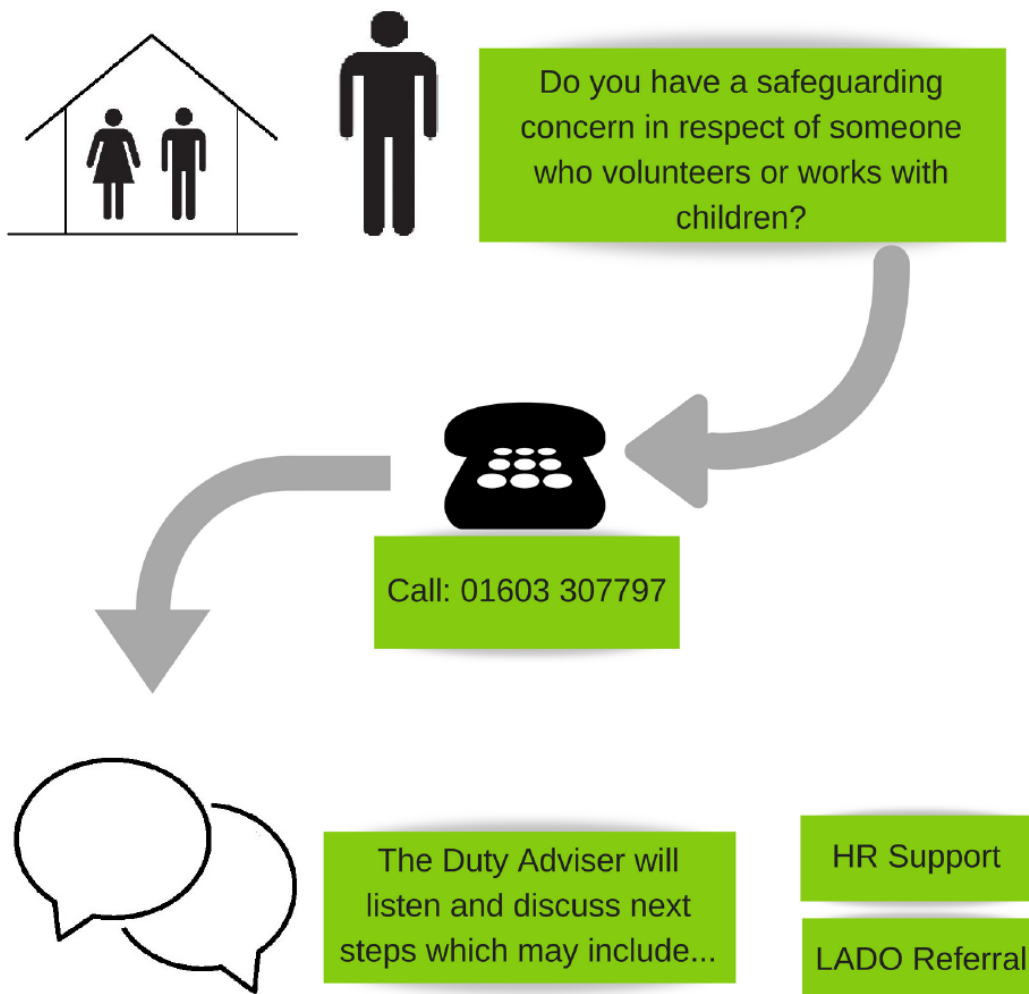 Do you have a safeguarding
concern in respect of someone
who volunteers or works with
children?
Call: 01603 307797
The Duty Adviser will
listen and discuss next
steps which may include...
HR Support
LADO Referral